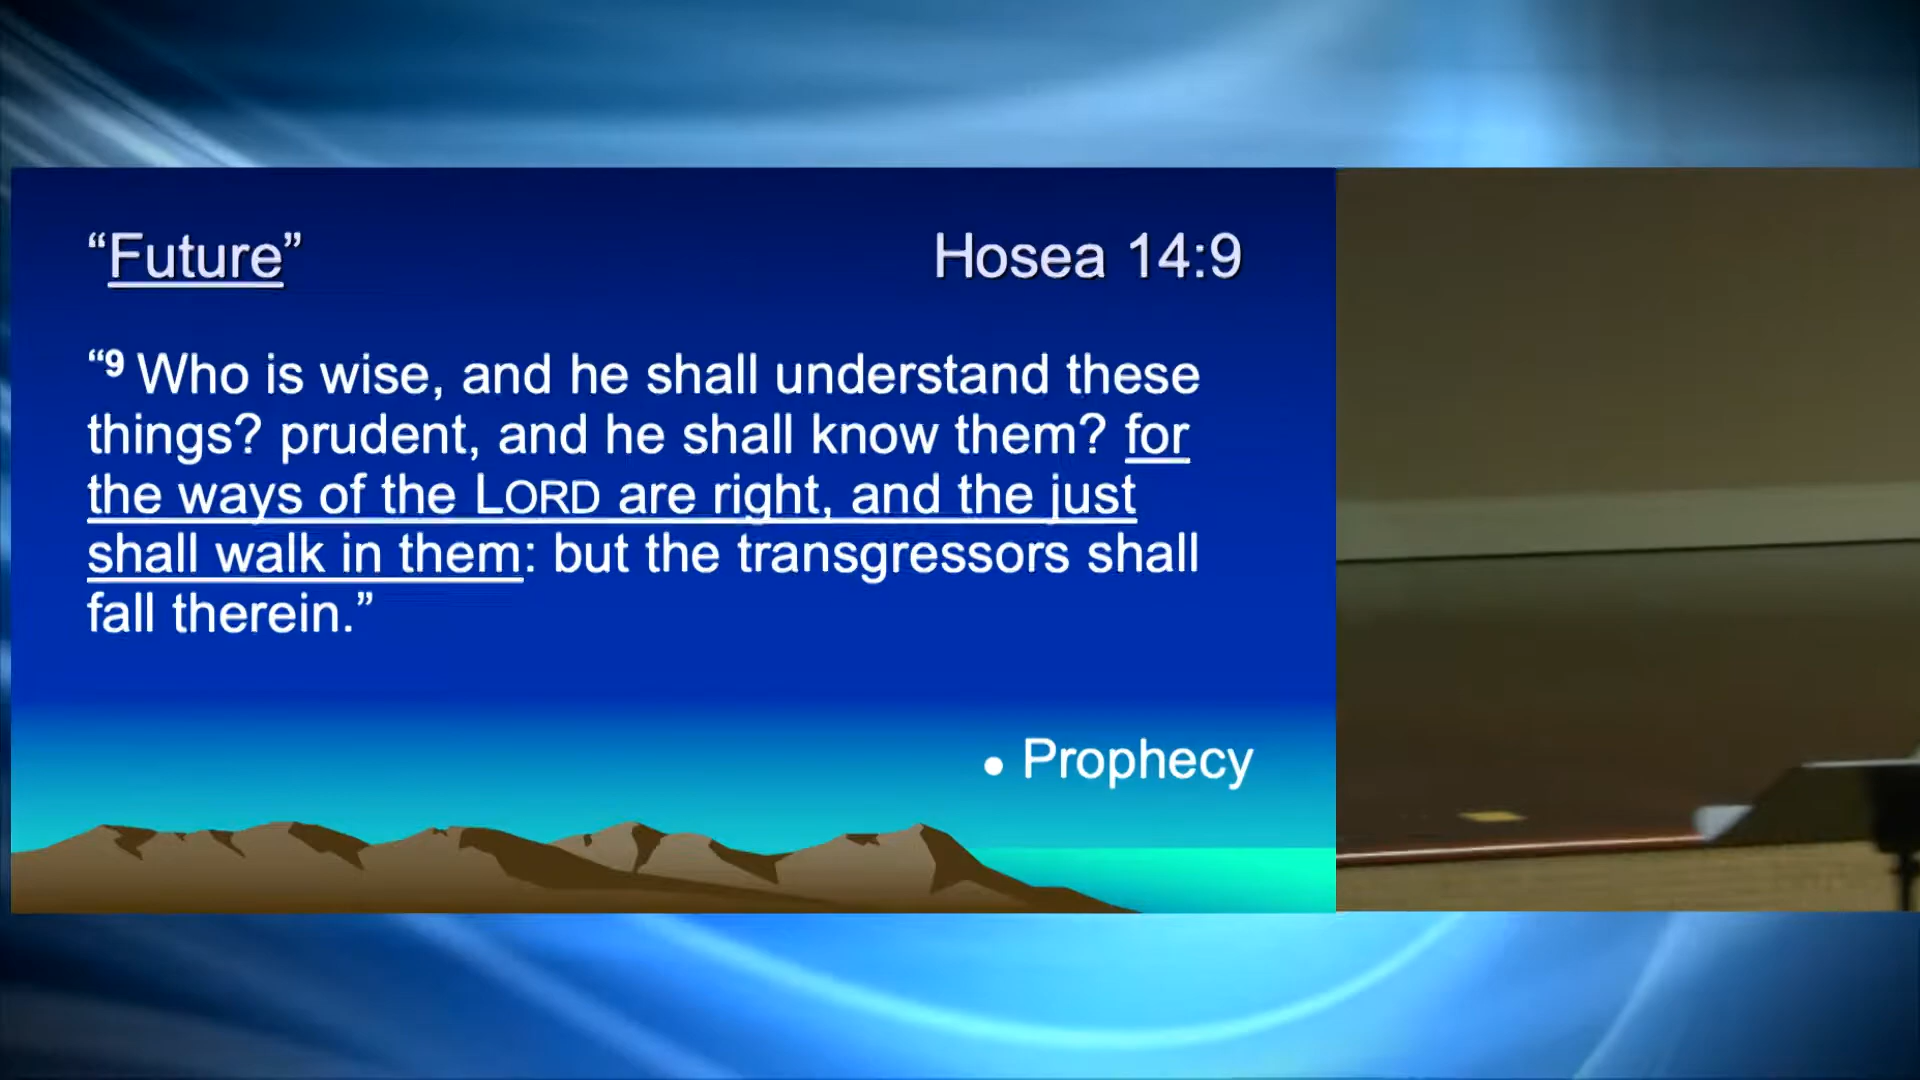 “Future” Hosea 14:9
“9 Who is wise, and he shall understand these
things? prudent, and he shall know them? for
the ways of the LORD are right, and the just
shall walk in them: but the transgressors shall
fall therein.”
• Prophecy